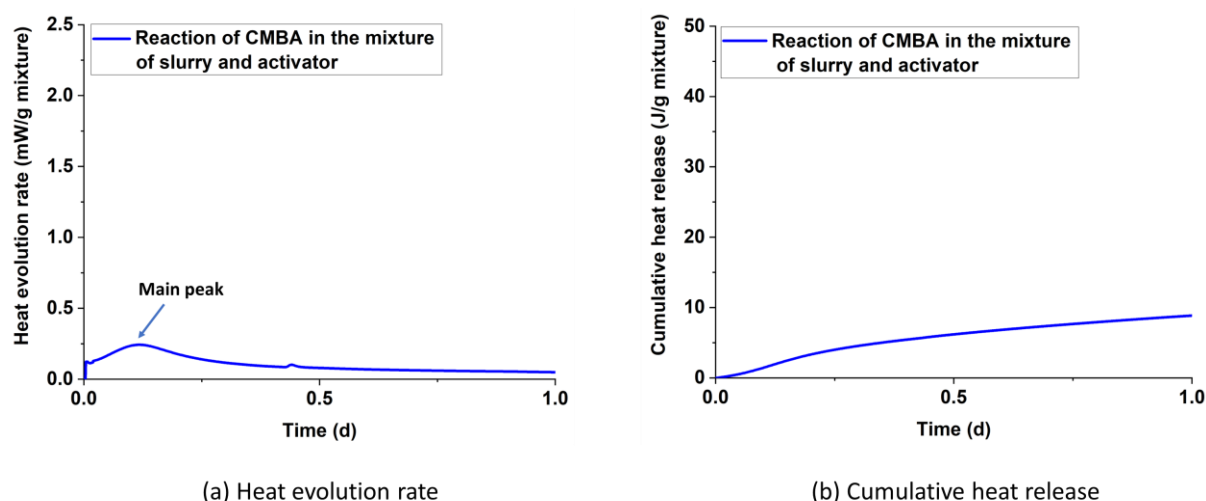 2.5
2.0
1.5
1.0
0.5
0.0
Heat evolution rate (mW/g mixture)
Reaction of CMBA in the mixture
of slurry and activator
Main peak
0.0
0.5
1.0
Time (d)
(a) Heat evolution rate
50
40
30
20
10
0
Cumulative heat release (J/g mixture)
Reaction of CMBA in the mixture
of slurry and activator
0.0
0.5
1.0
Time (d)
(b) Cumulative heat release